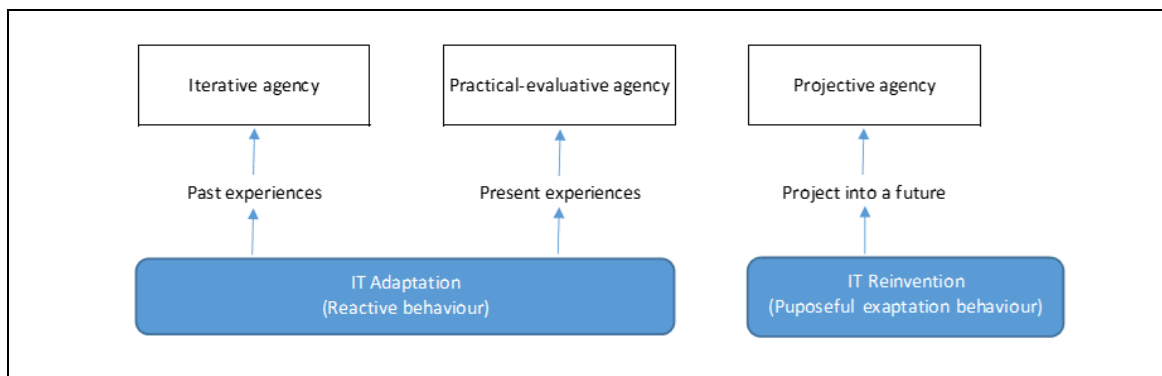 Iterative agency
Practical-evaluative agency
Projective agency
Past experiences
Present experiences
Project into a future
IT Adaptation
(Reactive behaviour)
IT Reinvention
(Puposeful exaptation behaviour)